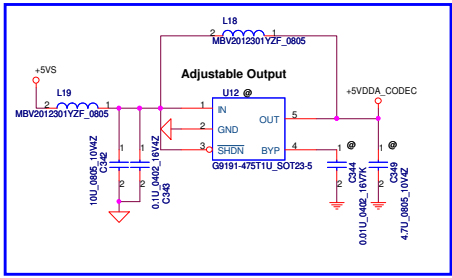 L18
2 1
MBV2012301YZF_0805
+5VS
L19
2 1
MBV2012301YZF_0805
Adjustable Output
U12 @
+5VDDA_CODEC
1 IN
2 GND
3 SHDN
OUT 5
BYP 4
G9191-475T1U_SOT23-5
10U_0805_10V4Z
C342
1
2
0.1U_0402_16V4Z
C343
1
2
@
1
2
C344
0.01U_0402_16V7K
@
1
2
C349
4.7U_0805_10V4Z